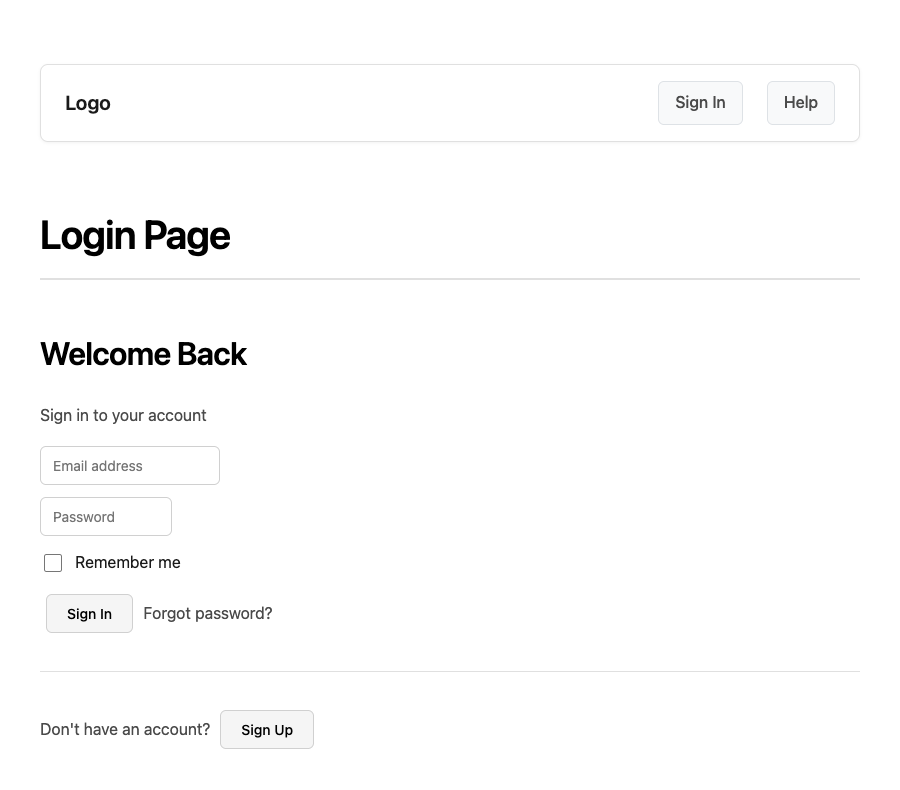 Logo
Sign In
Help
Login Page
Welcome Back
Sign in to your account
Email address
Password
Remember me
Sign In Forgot password?
Don't have an account? Sign Up